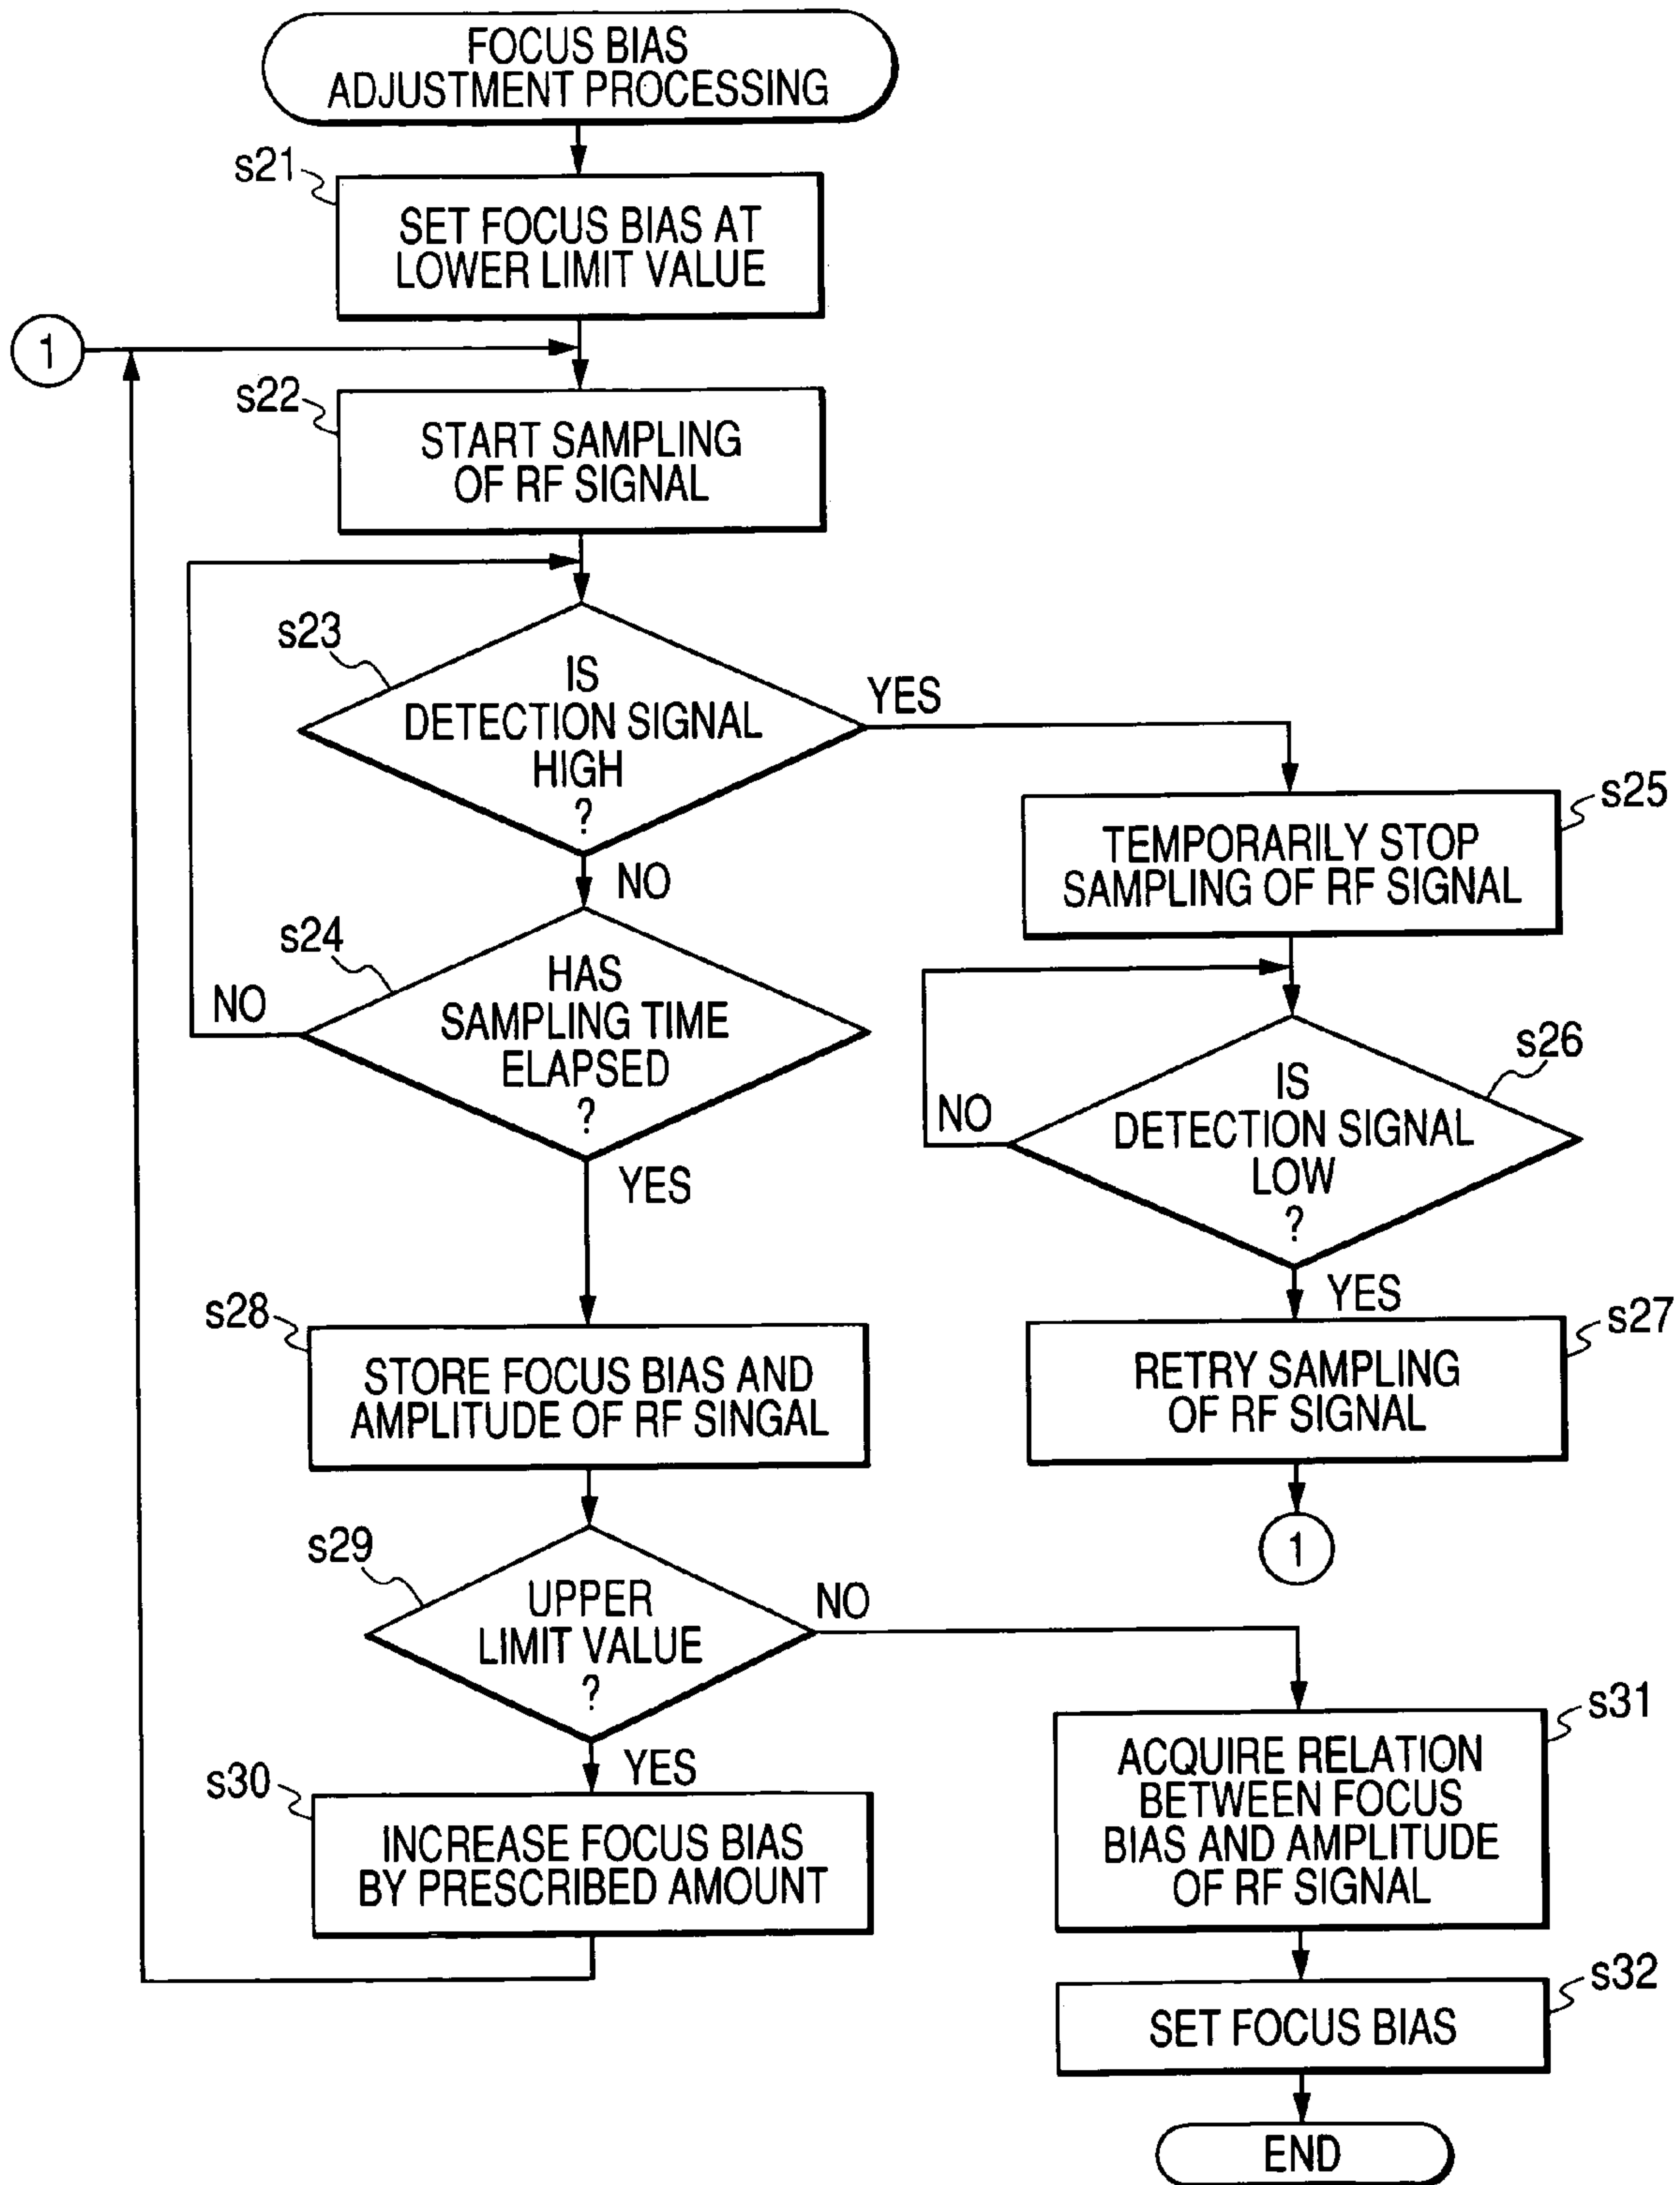 FOCUS BIAS
ADJUSTMENT PROCESSING
s21
SET FOCUS BIAS AT
LOWER LIMIT VALUE
1
s22
START SAMPLING
OF RF SIGNAL
s23
IS
DETECTION SIGNAL
HIGH
?
YES
NO
s25
TEMPORARILY STOP
SAMPLING OF RF SIGNAL
s24
HAS
SAMPLING TIME
ELAPSED
?
NO
YES
s26
IS
DETECTION SIGNAL
LOW
?
NO
YES
s27
RETRY SAMPLING
OF RF SIGNAL
1
s28
STORE FOCUS BIAS AND
AMPLITUDE OF RF SINGAL
s29
UPPER
LIMIT VALUE
?
NO
YES
s30
INCREASE FOCUS BIAS
BY PRESCRIBED AMOUNT
s31
ACQUIRE RELATION
BETWEEN FOCUS
BIAS AND AMPLITUDE
OF RF SIGNAL
s32
SET FOCUS BIAS
END